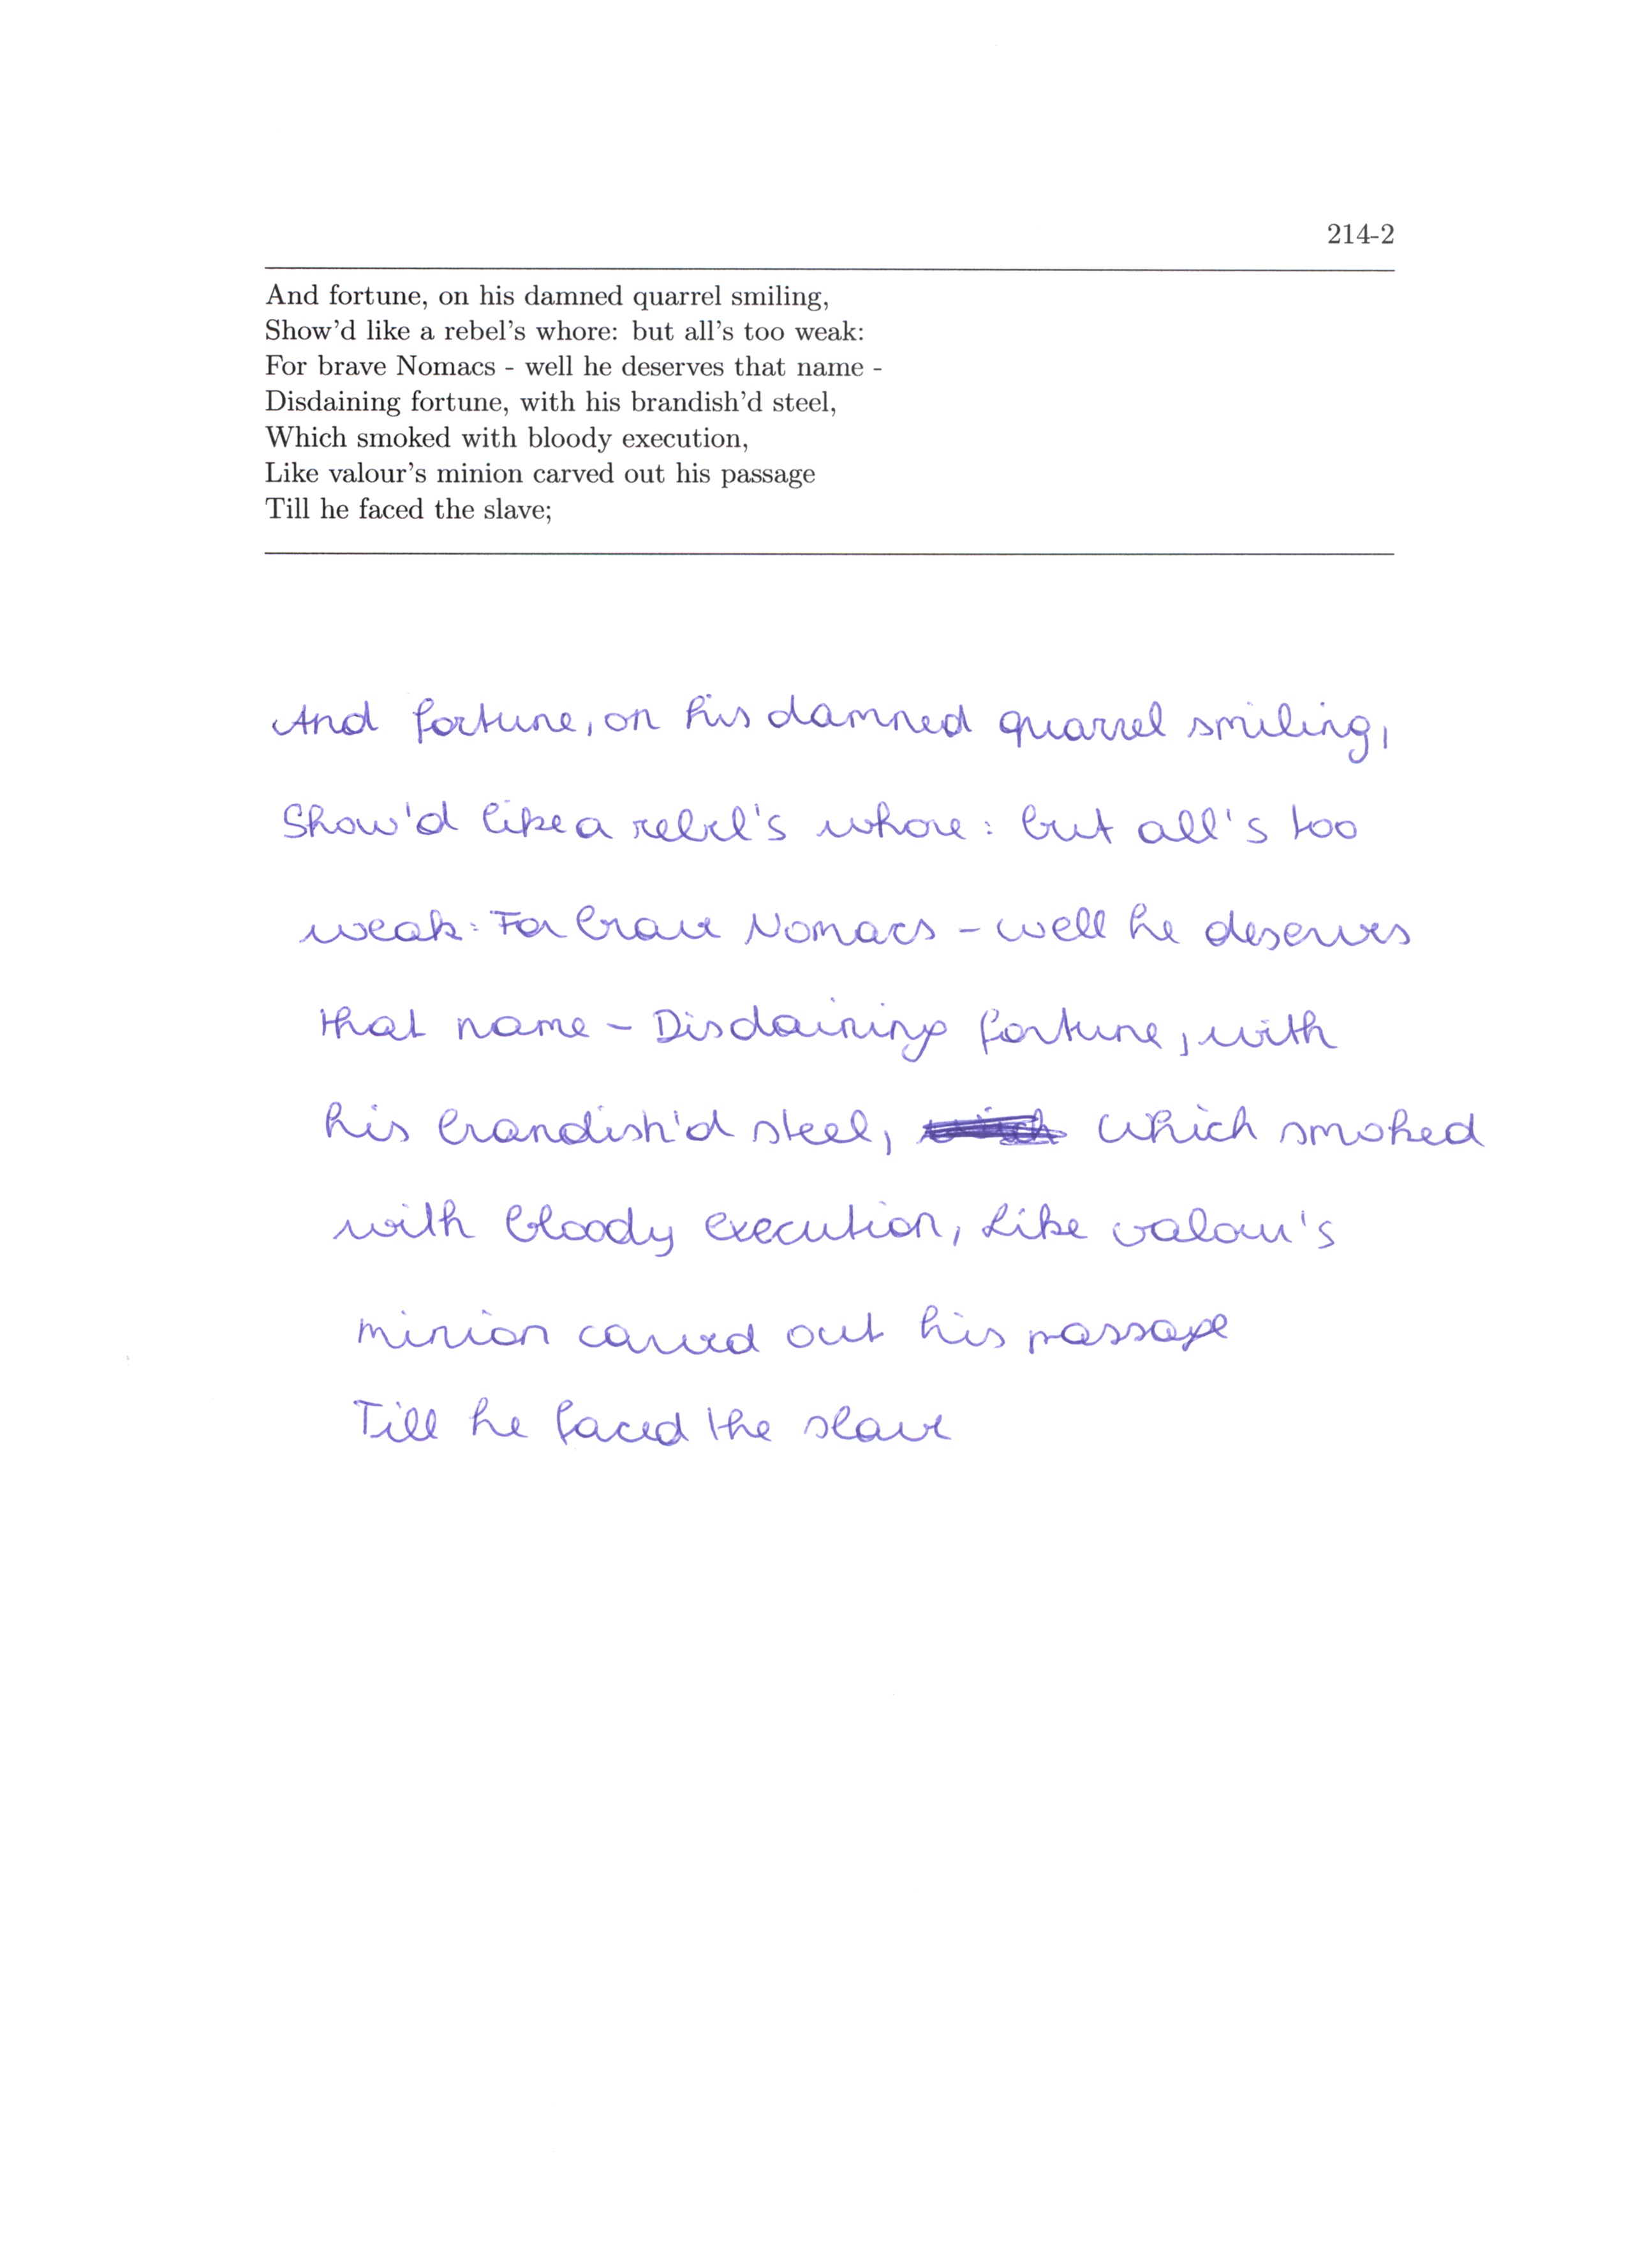 214-2
And fortune, on his damned quarrel smiling,
Show'd like a rebel's whore: but all's too weak:
For brave Nomacs - well he deserves that name -
Disdaining fortune, with his brandish'd steel,
Which smoked with bloody execution,
Like valour's minion carved out his passage
Till he faced the slave;
And fortune, on his damned quarrel smiling,
Show'd like a rebel's whore: but all's too
weak: For brave Nomacs - well he deserves
that name - Disdaining fortune, with
his brandish'd steel, Which smoked
with bloody execution, Like valour's
minion carved out his passage
Till he faced the slave